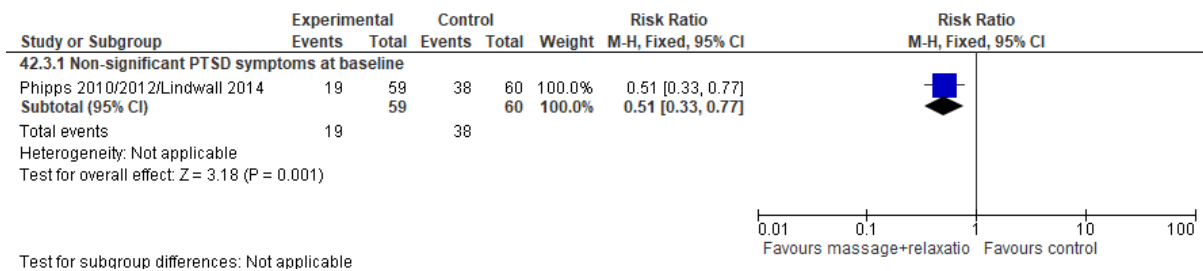 Experimental Control Risk Ratio Risk Ratio
Study or Subgroup Events Total Events Total Weight M-H, Fixed, 95% CI M-H, Fixed, 95% CI
42.3.1 Non-significant PTSD symptoms at baseline
Phipps 2010/2012/Lindwall 2014 19 59 38 60 100.0% 0.51 [0.33, 0.77]
Subtotal (95% CI) 59 60 100.0% 0.51 [0.33, 0.77]
Total events 19 38
Heterogeneity: Not applicable
Test for overall effect: Z = 3.18 (P = 0.001)
0.01 0.1 1 10 100
Favours massage+relaxatio Favours control
Test for subgroup differences: Not applicable